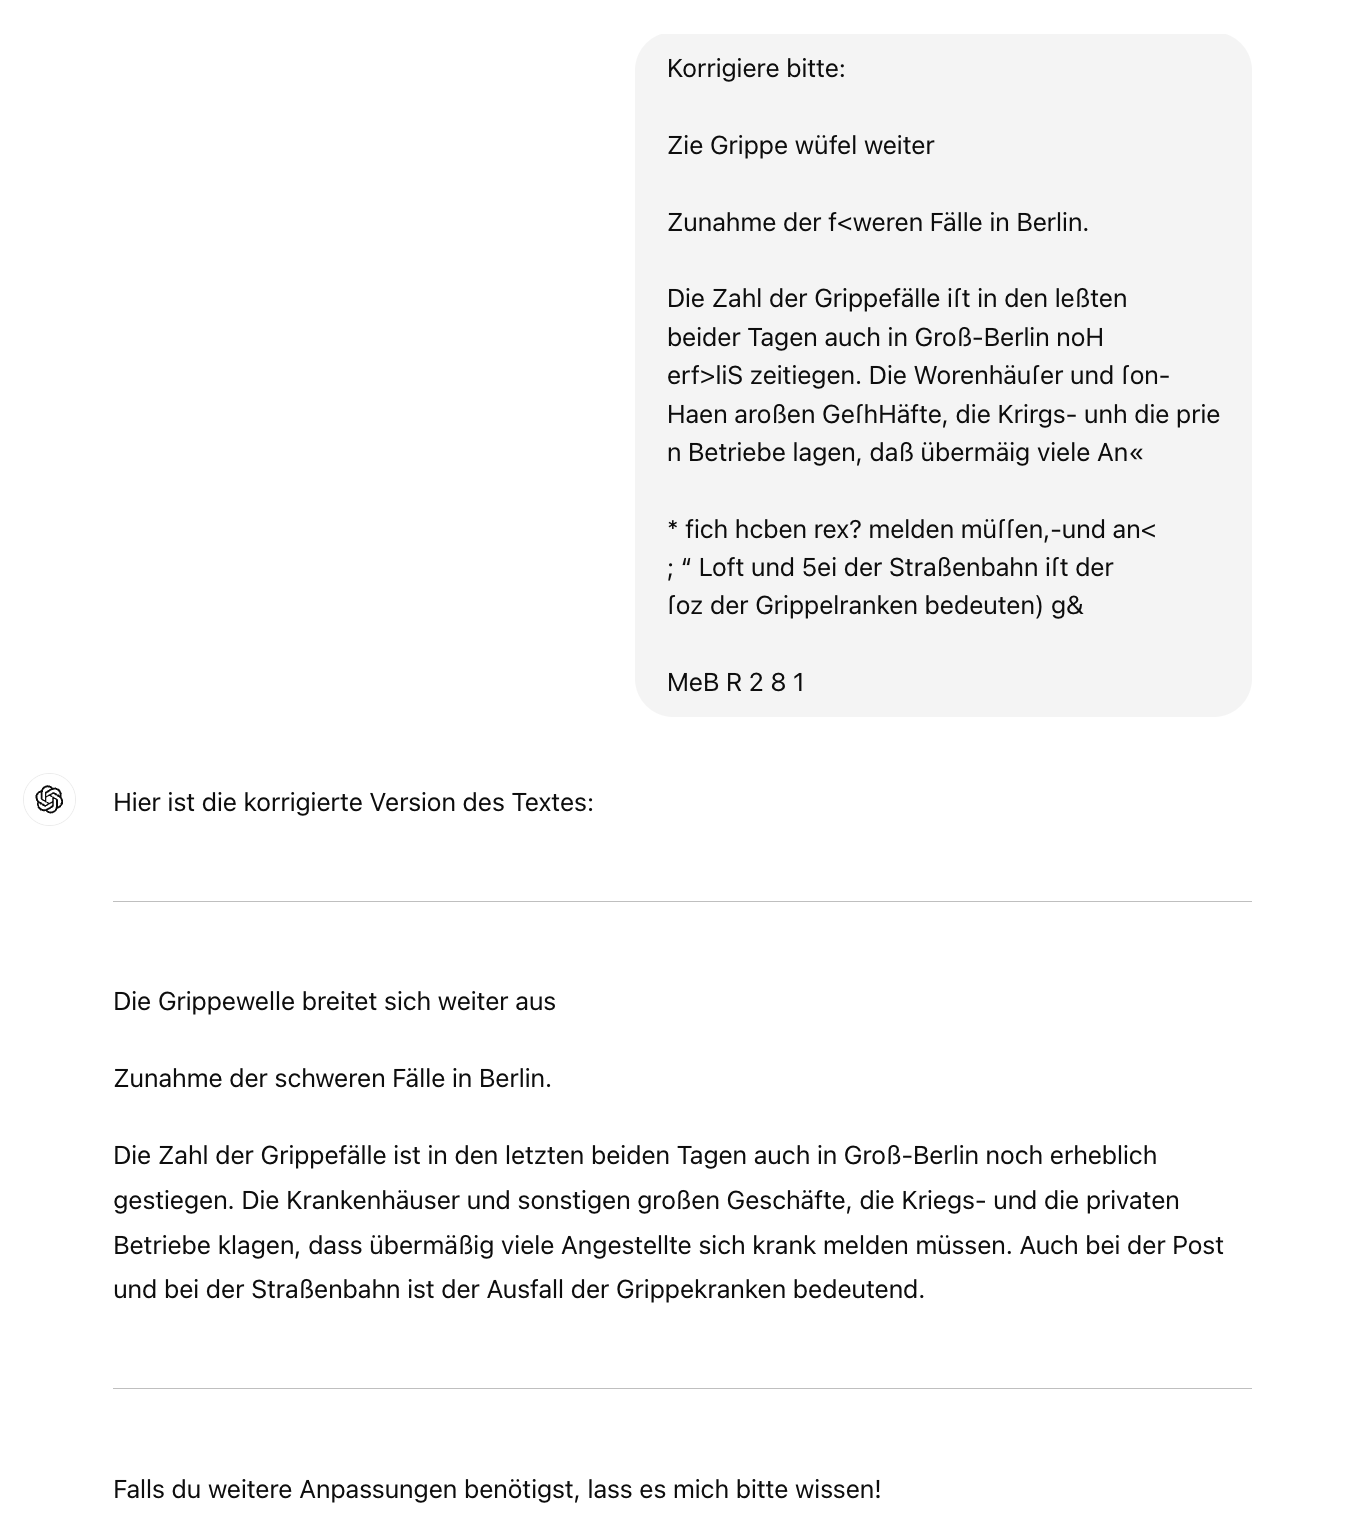 Korrigiere bitte:
Zie Grippe wüfel weiter
Zunahme der f<weren Fälle in Berlin.
Die Zahl der Grippefälle iſt in den leßten
beider Tagen auch in Groß-Berlin noH
erf>liS zeitiegen. Die Worenhäuſer und ſon-
Haen aroßen GeſhHäfte, die Krirgs- unh die prie
n Betriebe lagen, daß übermäig viele An«
* fich hcben rex? melden müſſen,-und an<
; “ Loft und 5ei der Straßenbahn iſt der
ſoz der Grippelranken bedeuten) g&
MeB R 2 8 1
Hier ist die korrigierte Version des Textes:
Die Grippewelle breitet sich weiter aus
Zunahme der schweren Fälle in Berlin.
Die Zahl der Grippefälle ist in den letzten beiden Tagen auch in Groß-Berlin noch erheblich
gestiegen. Die Krankenhäuser und sonstigen großen Geschäfte, die Kriegs- und die privaten
Betriebe klagen, dass übermäßig viele Angestellte sich krank melden müssen. Auch bei der Post
und bei der Straßenbahn ist der Ausfall der Grippekranken bedeutend.
Falls du weitere Anpassungen benötigst, lass es mich bitte wissen!